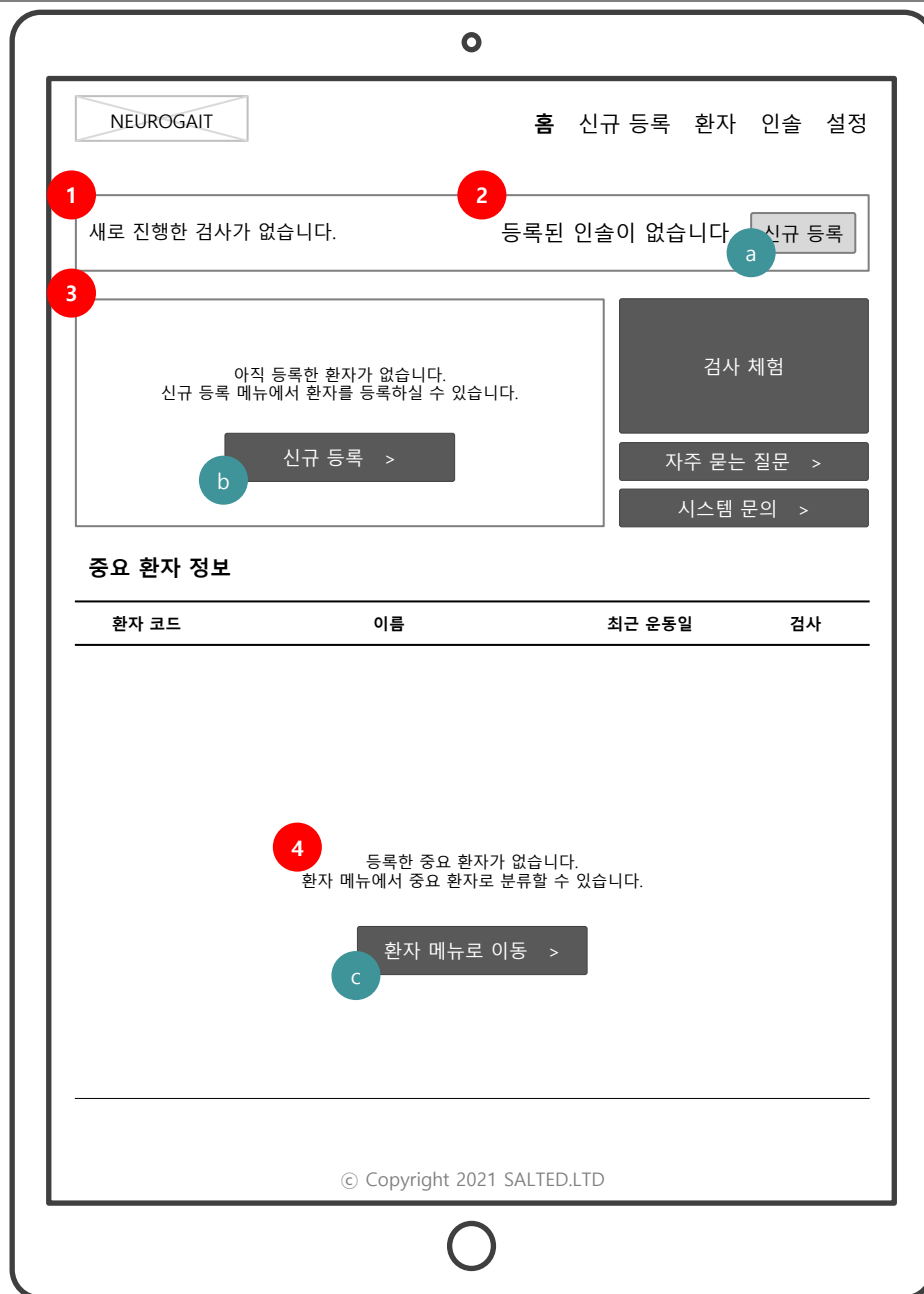 NEUROGAIT
홈 신규 등록 환자 인솔 설정
1
2
새로 진행한 검사가 없습니다.
등록된 인솔이 없습니다
신규 등록
a
3
아직 등록한 환자가 없습니다.
신규 등록 메뉴에서 환자를 등록하실 수 있습니다.
신규 등록 >
b
검사 체험
자주 묻는 질문 >
시스템 문의 >
중요 환자 정보
환자 코드 이름 최근 운동일 검사
4
등록한 중요 환자가 없습니다.
환자 메뉴에서 중요 환자로 분류할 수 있습니다.
환자 메뉴로 이동 >
c
ⓒ Copyright 2021 SALTED.LTD